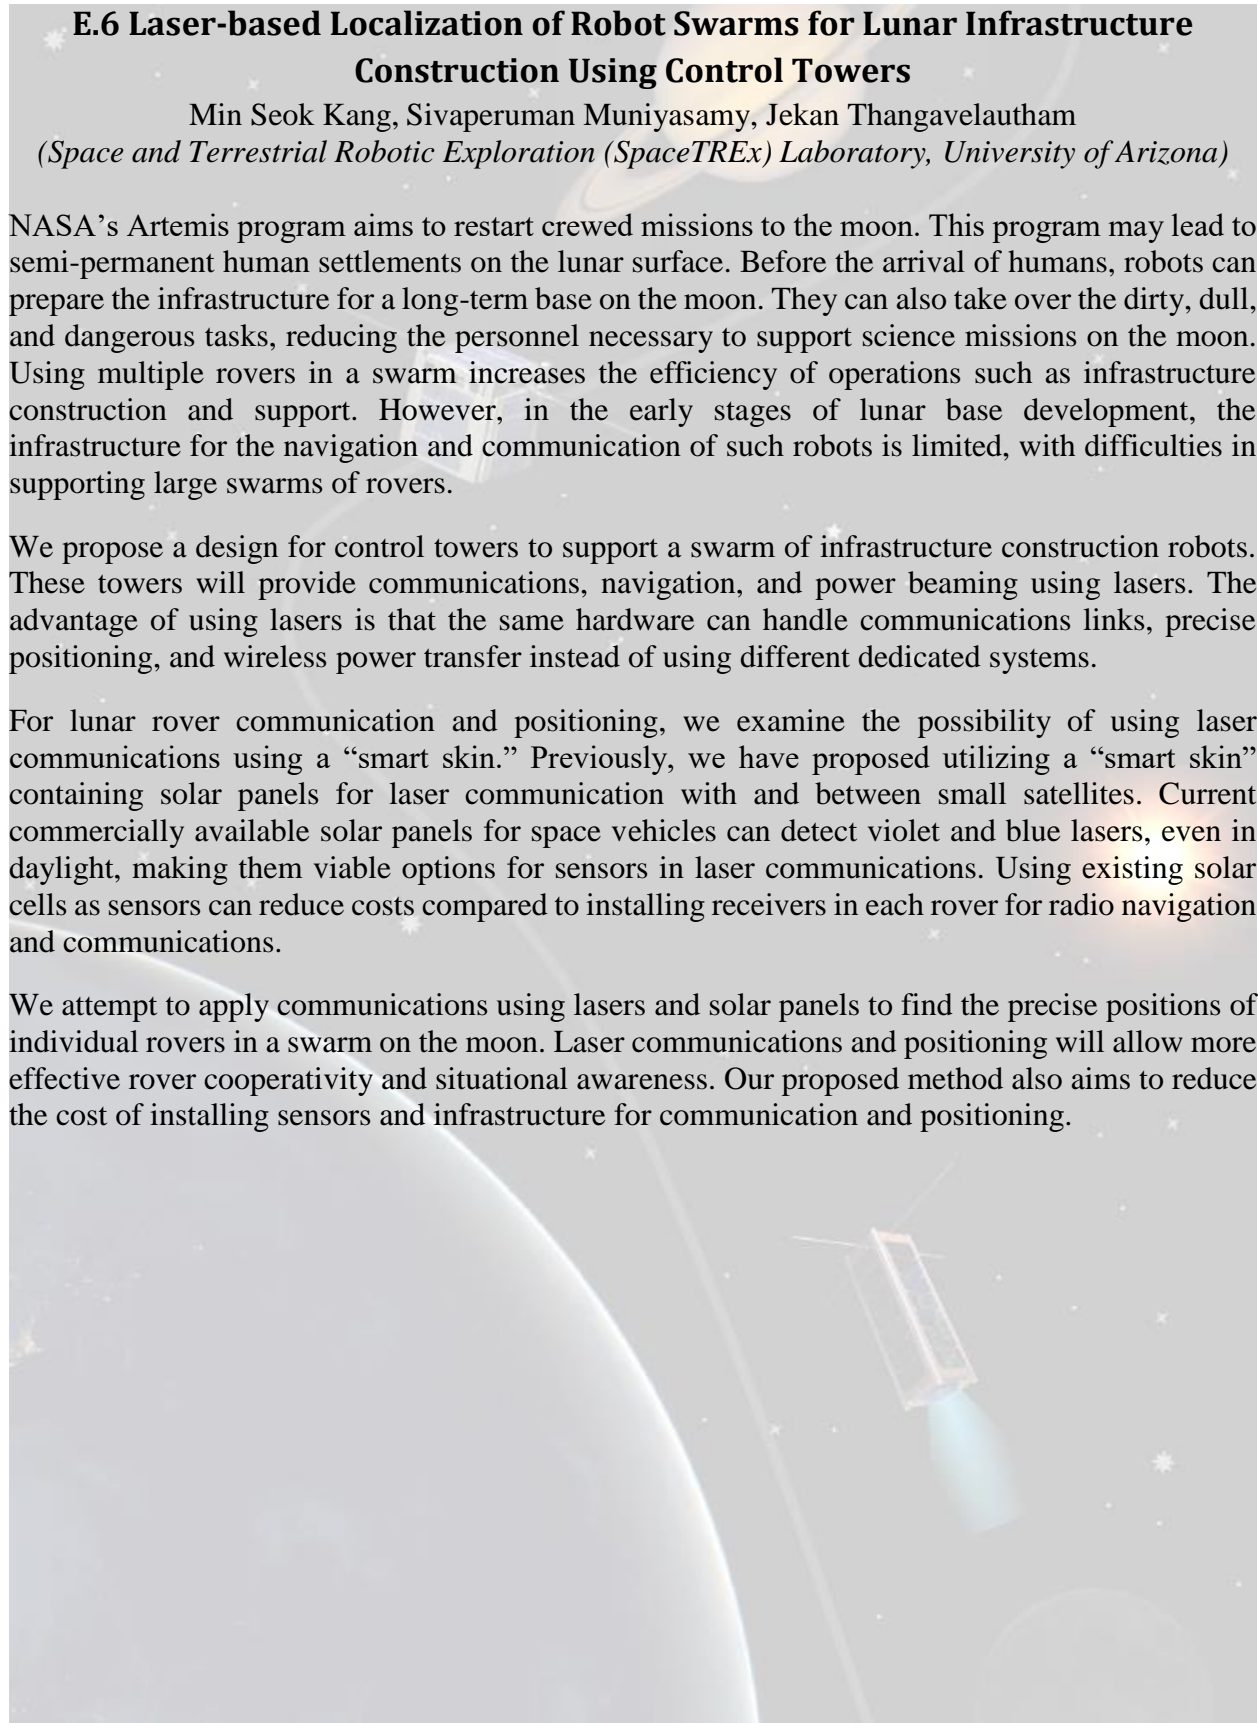 E.6 Laser-based Localization of Robot Swarms for Lunar Infrastructure
Construction Using Control Towers
Min Seok Kang, Sivaperuman Muniyasamy, Jekan Thangavelautham
(Space and Terrestrial Robotic Exploration (SpaceTREx) Laboratory, University of Arizona)
NASA’s Artemis program aims to restart crewed missions to the moon. This program may lead to
semi-permanent human settlements on the lunar surface. Before the arrival of humans, robots can
prepare the infrastructure for a long-term base on the moon. They can also take over the dirty, dull,
and dangerous tasks, reducing the personnel necessary to support science missions on the moon.
Using multiple rovers in a swarm increases the efficiency of operations such as infrastructure
construction and support. However, in the early stages of lunar base development, the
infrastructure for the navigation and communication of such robots is limited, with difficulties in
supporting large swarms of rovers.
We propose a design for control towers to support a swarm of infrastructure construction robots.
These towers will provide communications, navigation, and power beaming using lasers. The
advantage of using lasers is that the same hardware can handle communications links, precise
positioning, and wireless power transfer instead of using different dedicated systems.
For lunar rover communication and positioning, we examine the possibility of using laser
communications using a “smart skin.” Previously, we have proposed utilizing a “smart skin”
containing solar panels for laser communication with and between small satellites. Current
commercially available solar panels for space vehicles can detect violet and blue lasers, even in
daylight, making them viable options for sensors in laser communications. Using existing solar
cells as sensors can reduce costs compared to installing receivers in each rover for radio navigation
and communications.
We attempt to apply communications using lasers and solar panels to find the precise positions of
individual rovers in a swarm on the moon. Laser communications and positioning will allow more
effective rover cooperativity and situational awareness. Our proposed method also aims to reduce
the cost of installing sensors and infrastructure for communication and positioning.